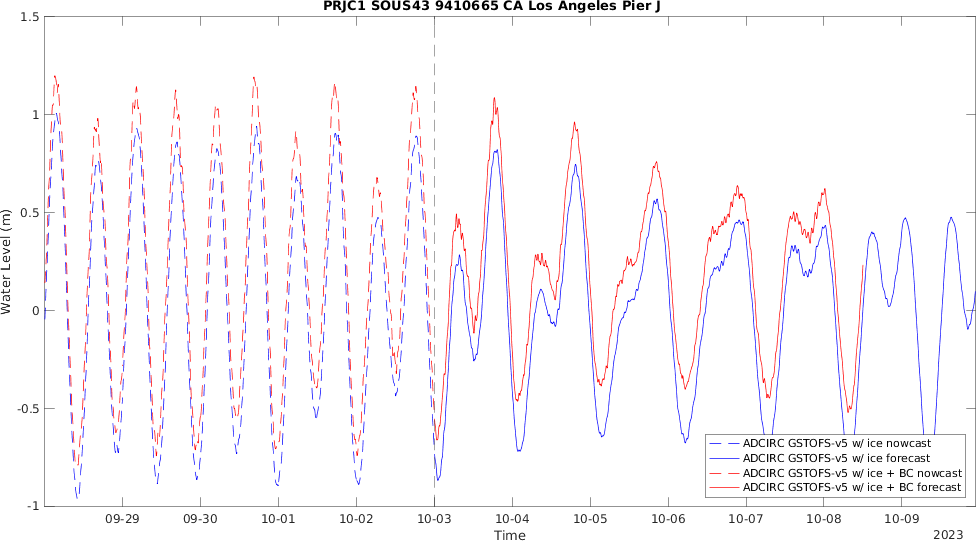 PRJC1 SOUS43 9410665 CA Los Angeles Pier J
1.5
1
0.5
0
-0.5
-1
Water Level (m)
09-29
09-30
10-01
10-02
10-03
10-04
10-05
10-06
10-07
10-08
10-09
Time
2023
ADCIRC GSTOFS-v5 w/ ice nowcast
ADCIRC GSTOFS-v5 w/ ice forecast
ADCIRC GSTOFS-v5 w/ ice + BC nowcast
ADCIRC GSTOFS-v5 w/ ice + BC forecast